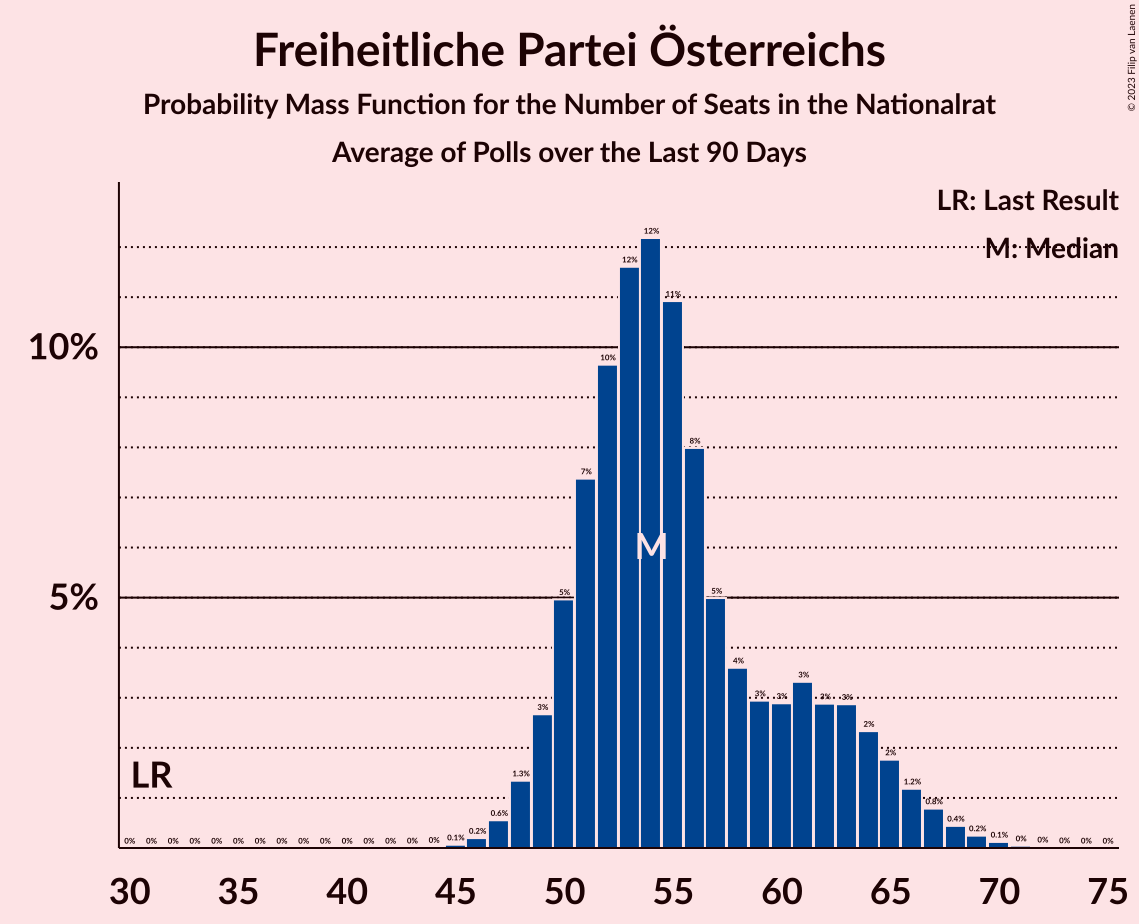 Freiheitliche Partei Österreichs
Probability Mass Function for the Number of Seats in the Nationalrat
Average of Polls over the Last 90 Days
© 2023 Filip van Laenen
LR: Last Result
M: Median
10%
5%
LR
M
0% 0% 0% 0% 0% 0% 0% 0% 0% 0% 0% 0% 0% 0% 0% 0.1% 0.2% 0.6% 1.3% 3% 5% 7% 10% 12% 12% 11% 8% 5% 4% 3% 3% 3% 3% 3% 2% 2% 1.2% 0.8% 0.4% 0.2% 0.1% 0% 0% 0% 0% 0%
30 35 40 45 50 55 60 65 70 75